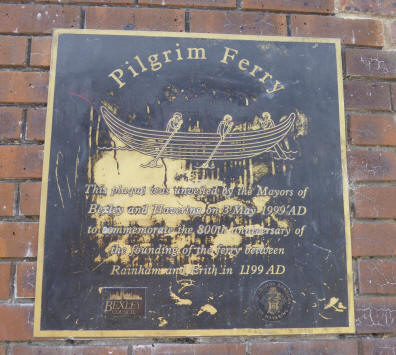 Pilgrim Ferry
This plaque was unveiled by the Mayors of
Bexley and Havering on 3 May 1999 AD
to commemorate the 800th anniversary of
the founding of the ferry between
Rainham and Erith in 1199 AD
BEXLEY
COUNCIL